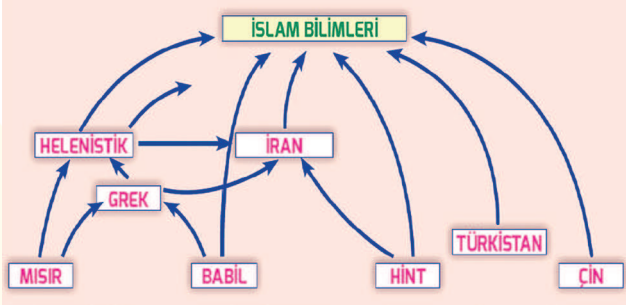 İSLAM BİLİMLERİ
HELENİSTİK
İRAN
GREK
TÜRKİSTAN
MISIR
BABİL
HİNT
ÇİN